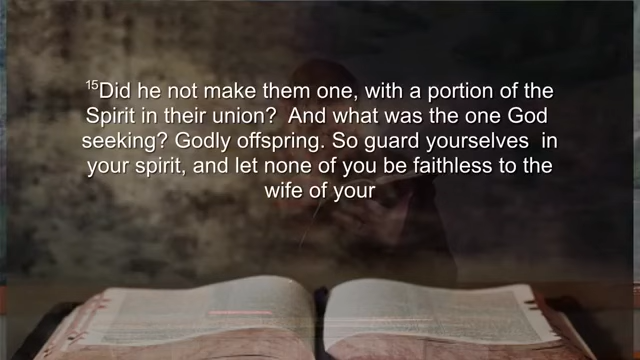 15Did he not make them one, with a portion of the
Spirit in their union? And what was the one God
seeking? Godly offspring. So guard yourselves in
your spirit, and let none of you be faithless to the
wife of your